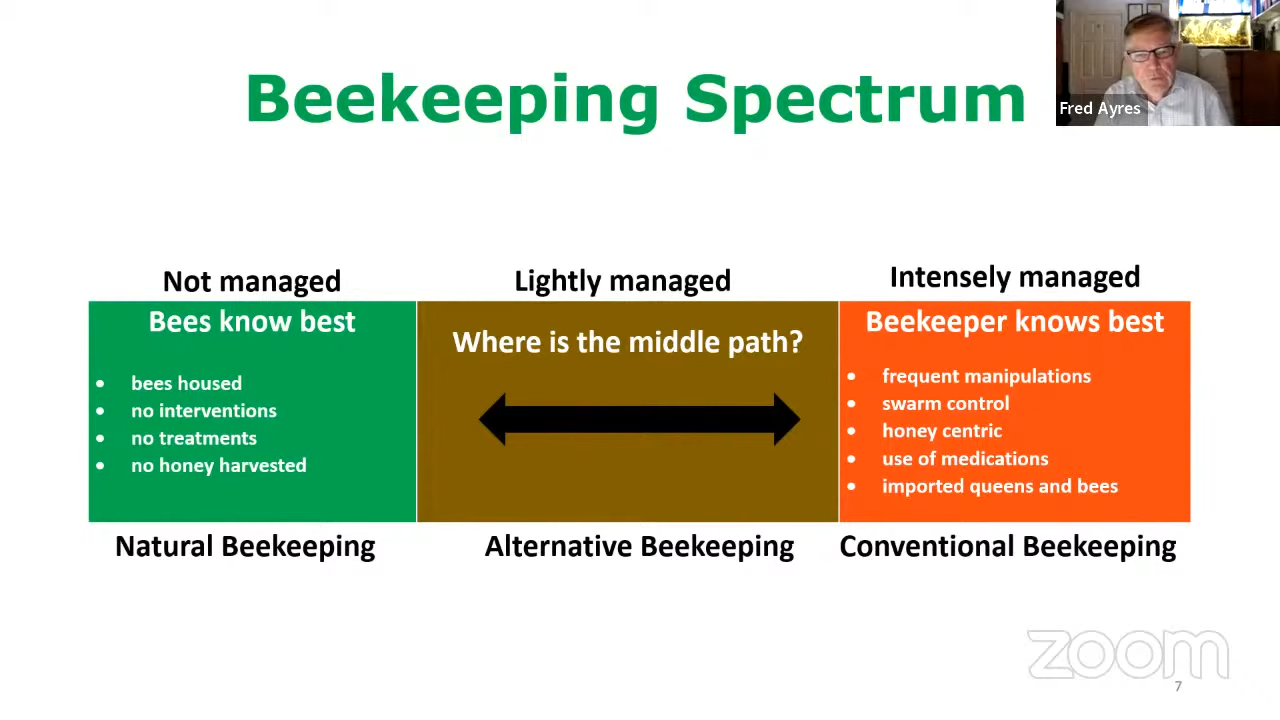 Beekeeping Spectrum
Fred Ayres
Not managed
Bees know best
• bees housed
• no interventions
• no treatments
• no honey harvested
Natural Beekeeping
Lightly managed
Where is the middle path?
Alternative Beekeeping
Intensely managed
Beekeeper knows best
• frequent manipulations
• swarm control
• honey centric
• use of medications
• imported queens and bees
Conventional Beekeeping
zoom
7